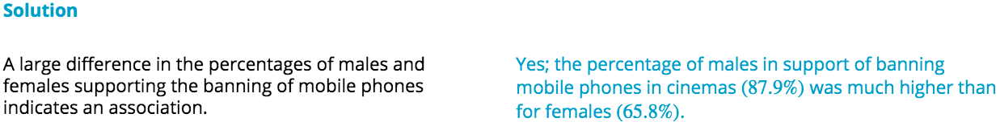 Solution
A large difference in the percentages of males and
females supporting the banning of mobile phones
indicates an association.
Yes; the percentage of males in support of banning
mobile phones in cinemas (87.9%) was much higher than
for females (65.8%).